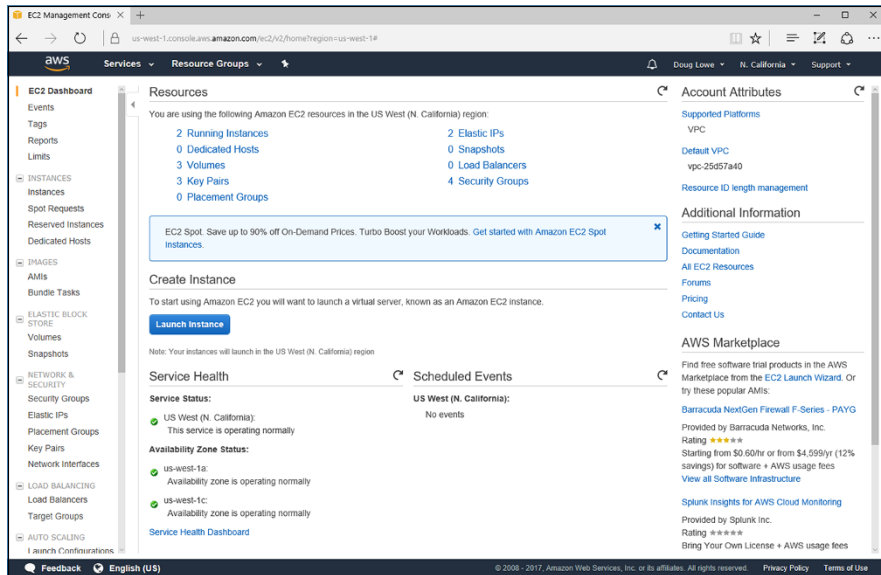 EC2 Management Cons
us-west-1.console.aws.amazon.com/ec2/v2/home?region=us-west-1#
aws
Services
Resource Groups
Doug Lowe
N. California
Support
EC2 Dashboard
Events
Tags
Reports
Limits
INSTANCES
Instances
Spot Requests
Reserved Instances
Dedicated Hosts
IMAGES
AMIs
Bundle Tasks
ELASTIC BLOCK
STORE
Volumes
Snapshots
NETWORK &
SECURITY
Security Groups
Elastic IPs
Placement Groups
Key Pairs
Network Interfaces
LOAD BALANCING
Load Balancers
Target Groups
AUTO SCALING
Launch Configurations
Resources
You are using the following Amazon EC2 resources in the US West (N. California) region:
2 Running Instances
0 Dedicated Hosts
3 Volumes
3 Key Pairs
0 Placement Groups
2 Elastic IPs
0 Snapshots
0 Load Balancers
4 Security Groups
EC2 Spot. Save up to 90% off On-Demand Prices. Turbo Boost your Workloads. Get started with Amazon EC2 Spot
Instances.
Create Instance
To start using Amazon EC2 you will want to launch a virtual server, known as an Amazon EC2 instance.
Launch Instance
Note: Your instances will launch in the US West (N. California) region
Service Health
Service Status:
US West (N. California):
This service is operating normally
Availability Zone Status:
us-west-1a:
Availability zone is operating normally
us-west-1c:
Availability zone is operating normally
Service Health Dashboard
Scheduled Events
US West (N. California):
No events
Account Attributes
Supported Platforms
VPC
Default VPC
vpc-25d57a40
Resource ID length management
Additional Information
Getting Started Guide
Documentation
All EC2 Resources
Forums
Pricing
Contact Us
AWS Marketplace
Find free software trial products in the AWS
Marketplace from the EC2 Launch Wizard. Or
try these popular AMIs:
Barracuda NextGen Firewall F-Series - PAYG
Provided by Barracuda Networks, Inc.
Rating
Starting from $0.60/hr or from $4,599/yr (12%
savings) for software + AWS usage fees
View all Software Infrastructure
Splunk Insights for AWS Cloud Monitoring
Provided by Splunk Inc.
Rating
Bring Your Own License + AWS usage fees
Feedback
English (US)
© 2008 - 2017, Amazon Web Services, Inc. or its affiliates. All rights reserved.
Privacy Policy
Terms of Use